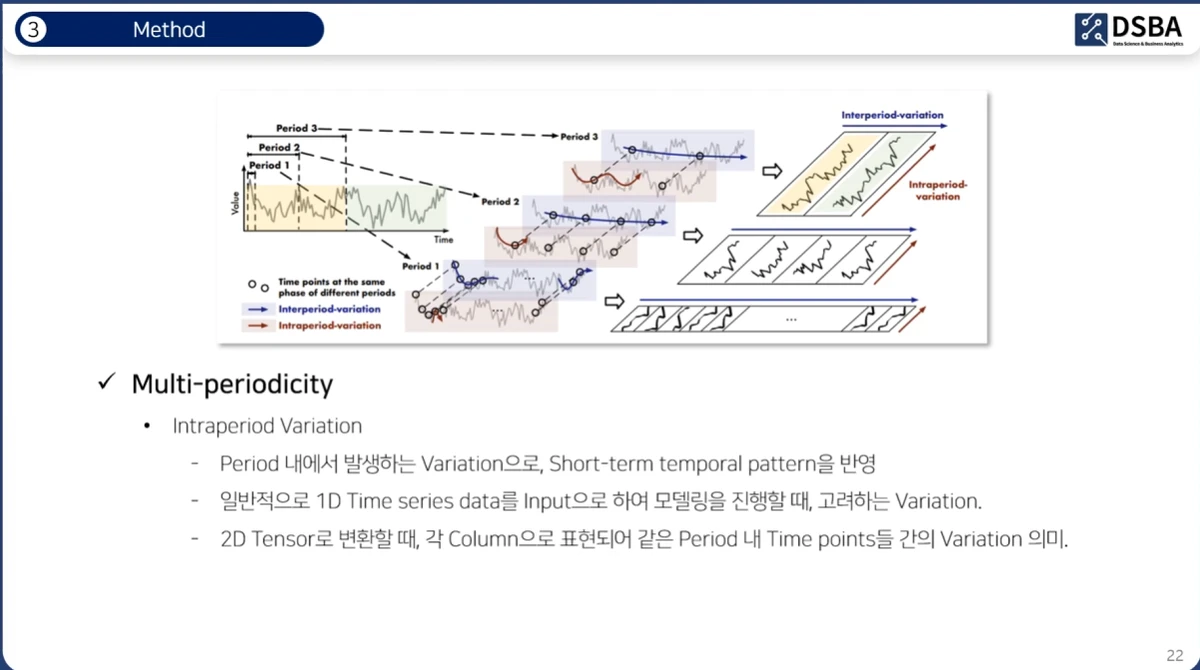 3
Method
DSBA
Data Science & Business Analytics
Period 3
Period 2
Period 1
Value
Time
Period 3
Period 2
Period 1
Time points at the same
phase of different periods
Interperiod-variation
Intraperiod-variation
...
...
Interperiod-variation
Intraperiod-
variation
...
✓ Multi-periodicity
• Intraperiod Variation
- Period 내에서 발생하는 Variation으로, Short-term temporal pattern을 반영
- 일반적으로 1D Time series data를 Input으로 하여 모델링을 진행할 때, 고려하는 Variation.
- 2D Tensor로 변환할 때, 각 Column으로 표현되어 같은 Period 내 Time points들 간의 Variation 의미.
22